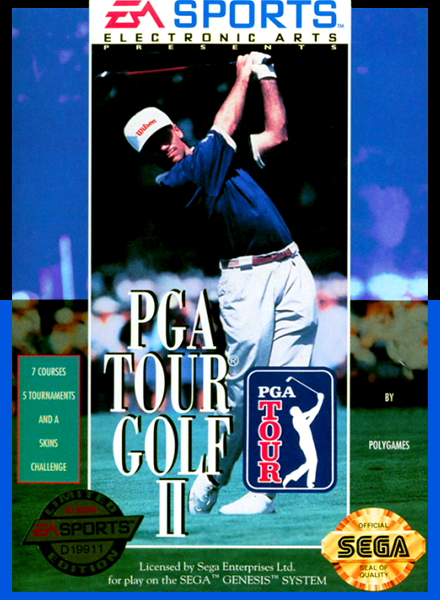 EA SPORTS™
ELECTRONIC ARTS
PRESENTS
Wilson
PGA
TOUR®
GOLF
II
PGA
TOUR
7 COURSES
5 TOURNAMENTS
AND A
SKINS
CHALLENGE
BY
POLYGAMES
LIMITED
EA SPORTS™
D19911
EDITION
OFFICIAL
SEGA
SEAL OF
QUALITY
Licensed by Sega Enterprises Ltd.
for play on the SEGA™ GENESIS™ SYSTEM